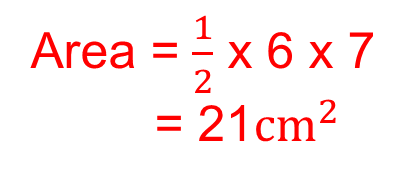 Area = 1/2 x 6 x 7
= 21cm²